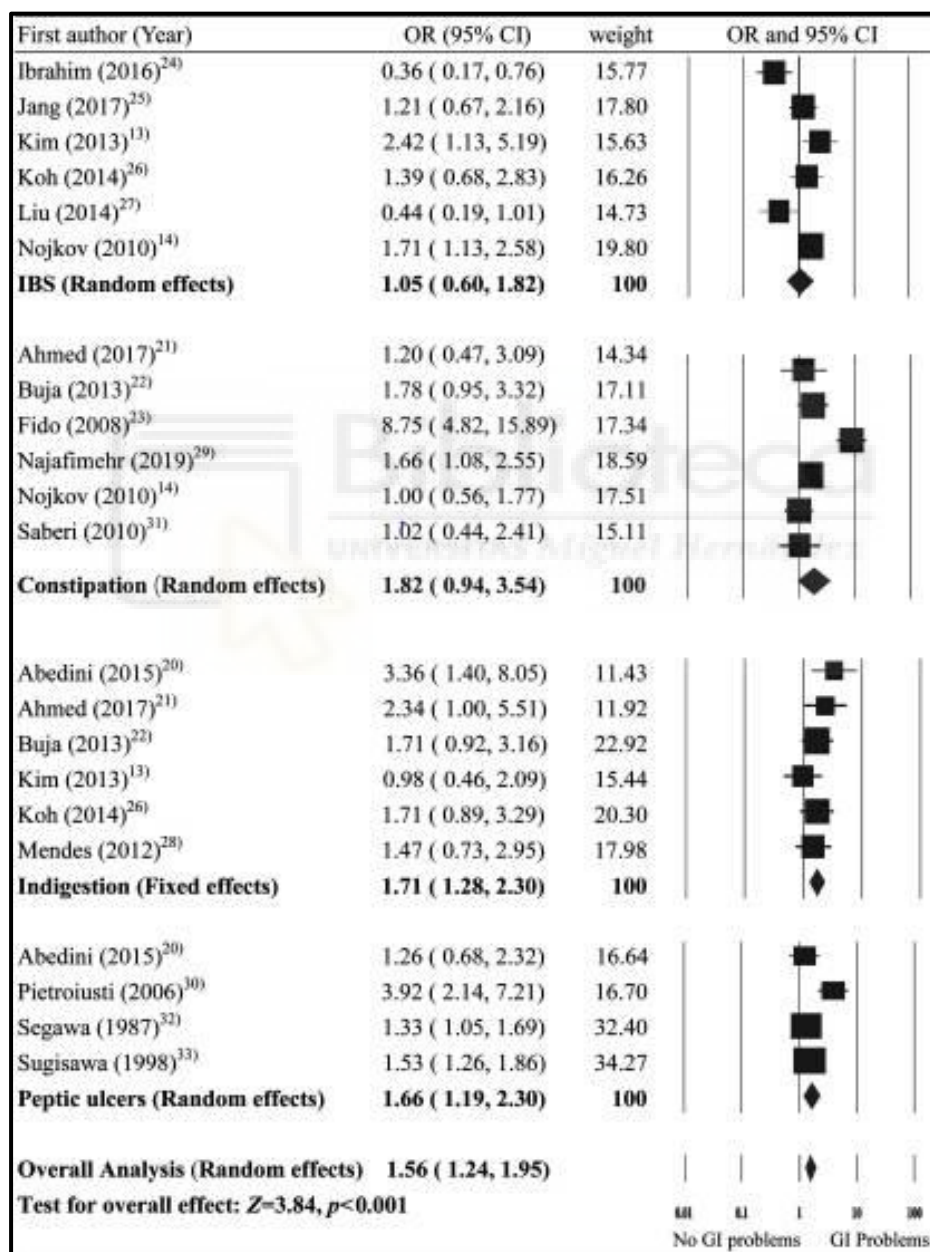 First author (Year) OR (95% CI) weight OR and 95% CI
Ibrahim (2016)24) 0.36 ( 0.17, 0.76) 15.77
Jang (2017)25) 1.21 ( 0.67, 2.16) 17.80
Kim (2013)13) 2.42 ( 1.13, 5.19) 15.63
Koh (2014)26) 1.39 ( 0.68, 2.83) 16.26
Liu (2014)27) 0.44 ( 0.19, 1.01) 14.73
Nojkov (2010)14) 1.71 ( 1.13, 2.58) 19.80
IBS (Random effects) 1.05 ( 0.60, 1.82) 100
Ahmed (2017)21) 1.20 ( 0.47, 3.09) 14.34
Buja (2013)22) 1.78 ( 0.95, 3.32) 17.11
Fido (2008)23) 8.75 ( 4.82, 15.89) 17.34
Najafimehr (2019)29) 1.66 ( 1.08, 2.55) 18.59
Nojkov (2010)14) 1.00 ( 0.56, 1.77) 17.51
Saberi (2010)31) 1.02 ( 0.44, 2.41) 15.11
Biblioteca
UNIVERSITAS Miguel Hernández
Constipation (Random effects) 1.82 ( 0.94, 3.54) 100
Abedini (2015)20) 3.36 ( 1.40, 8.05) 11.43
Ahmed (2017)21) 2.34 ( 1.00, 5.51) 11.92
Buja (2013)22) 1.71 ( 0.92, 3.16) 22.92
Kim (2013)13) 0.98 ( 0.46, 2.09) 15.44
Koh (2014)26) 1.71 ( 0.89, 3.29) 20.30
Mendes (2012)28) 1.47 ( 0.73, 2.95) 17.98
Indigestion (Fixed effects) 1.71 ( 1.28, 2.30) 100
Abedini (2015)20) 1.26 ( 0.68, 2.32) 16.64
Pietroiusti (2006)30) 3.92 ( 2.14, 7.21) 16.70
Segawa (1987)32) 1.33 ( 1.05, 1.69) 32.40
Sugisawa (1998)33) 1.53 ( 1.26, 1.86) 34.27
Peptic ulcers (Random effects) 1.66 ( 1.19, 2.30) 100
Overall Analysis (Random effects) 1.56 ( 1.24, 1.95)
Test for overall effect: Z=3.84, p<0.001
0.01 0.1 1 10 100
No GI problems GI Problems